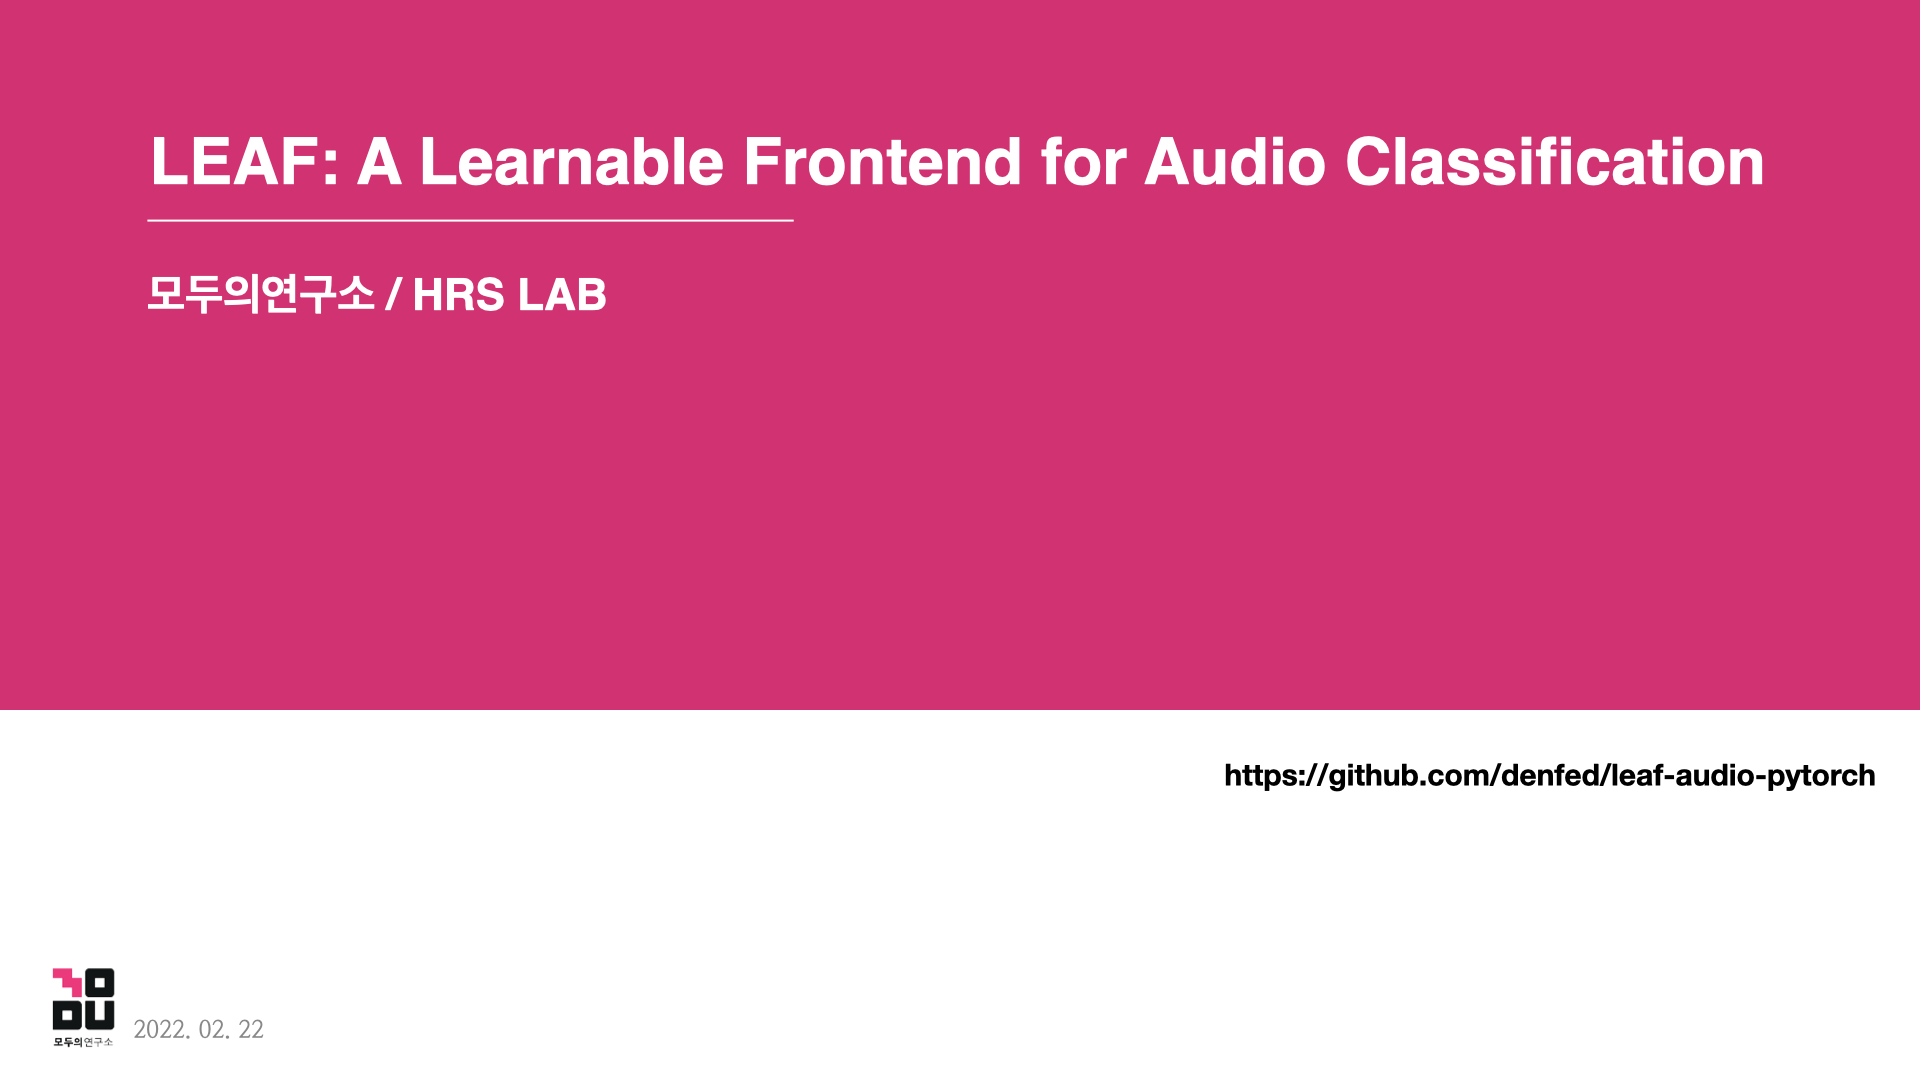 LEAF: A Learnable Frontend for Audio Classification
모두의연구소 / HRS LAB
https://github.com/denfed/leaf-audio-pytorch
모두의연구소
2022. 02. 22